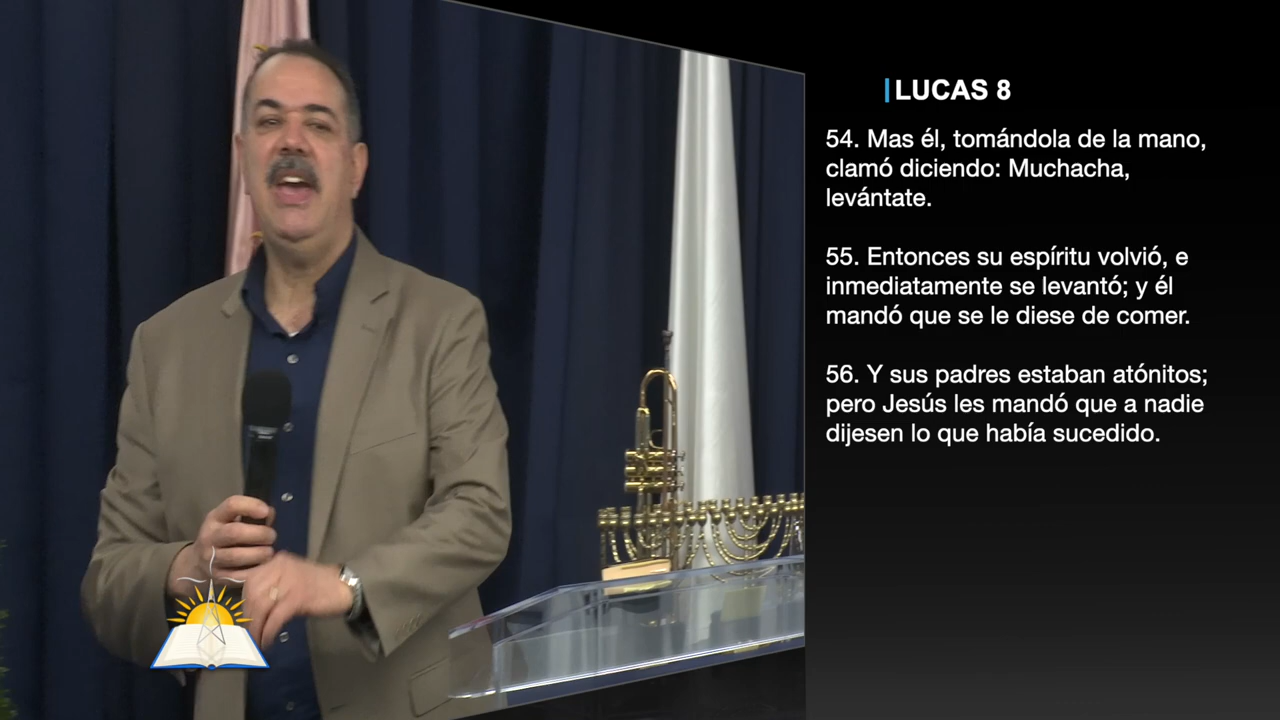 LUCAS 8
54. Mas él, tomándola de la mano,
clamó diciendo: Muchacha,
levántate.
55. Entonces su espíritu volvió, e
inmediatamente se levantó; y él
mandó que se le diese de comer.
56. Y sus padres estaban atónitos;
pero Jesús les mandó que a nadie
dijesen lo que había sucedido.